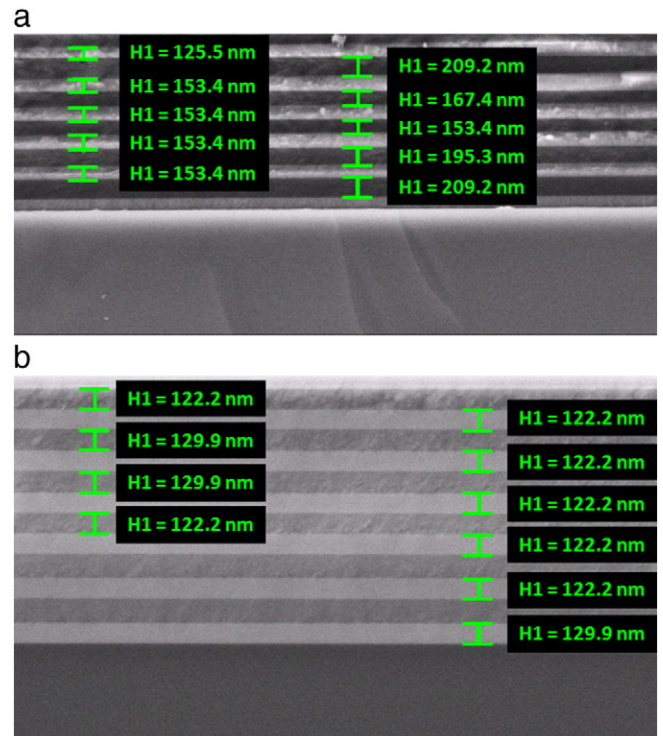 a
H1 = 125.5 nm
H1 = 153.4 nm
H1 = 153.4 nm
H1 = 153.4 nm
H1 = 153.4 nm
H1 = 209.2 nm
H1 = 167.4 nm
H1 = 153.4 nm
H1 = 195.3 nm
H1 = 209.2 nm
b
H1 = 122.2 nm
H1 = 129.9 nm
H1 = 129.9 nm
H1 = 122.2 nm
H1 = 122.2 nm
H1 = 122.2 nm
H1 = 122.2 nm
H1 = 122.2 nm
H1 = 122.2 nm
H1 = 129.9 nm